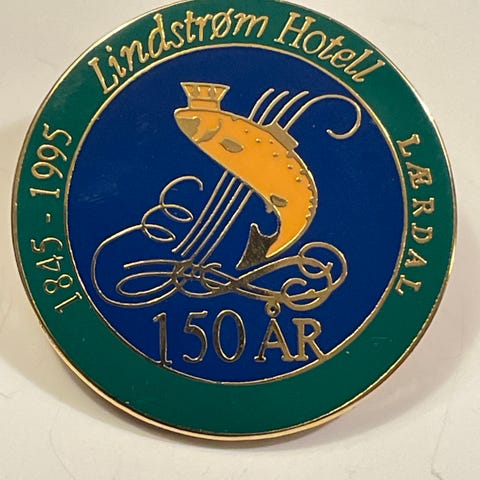 1845 - 1995
Lindstrøm Hotell
LÆRDAL
150 ÅR